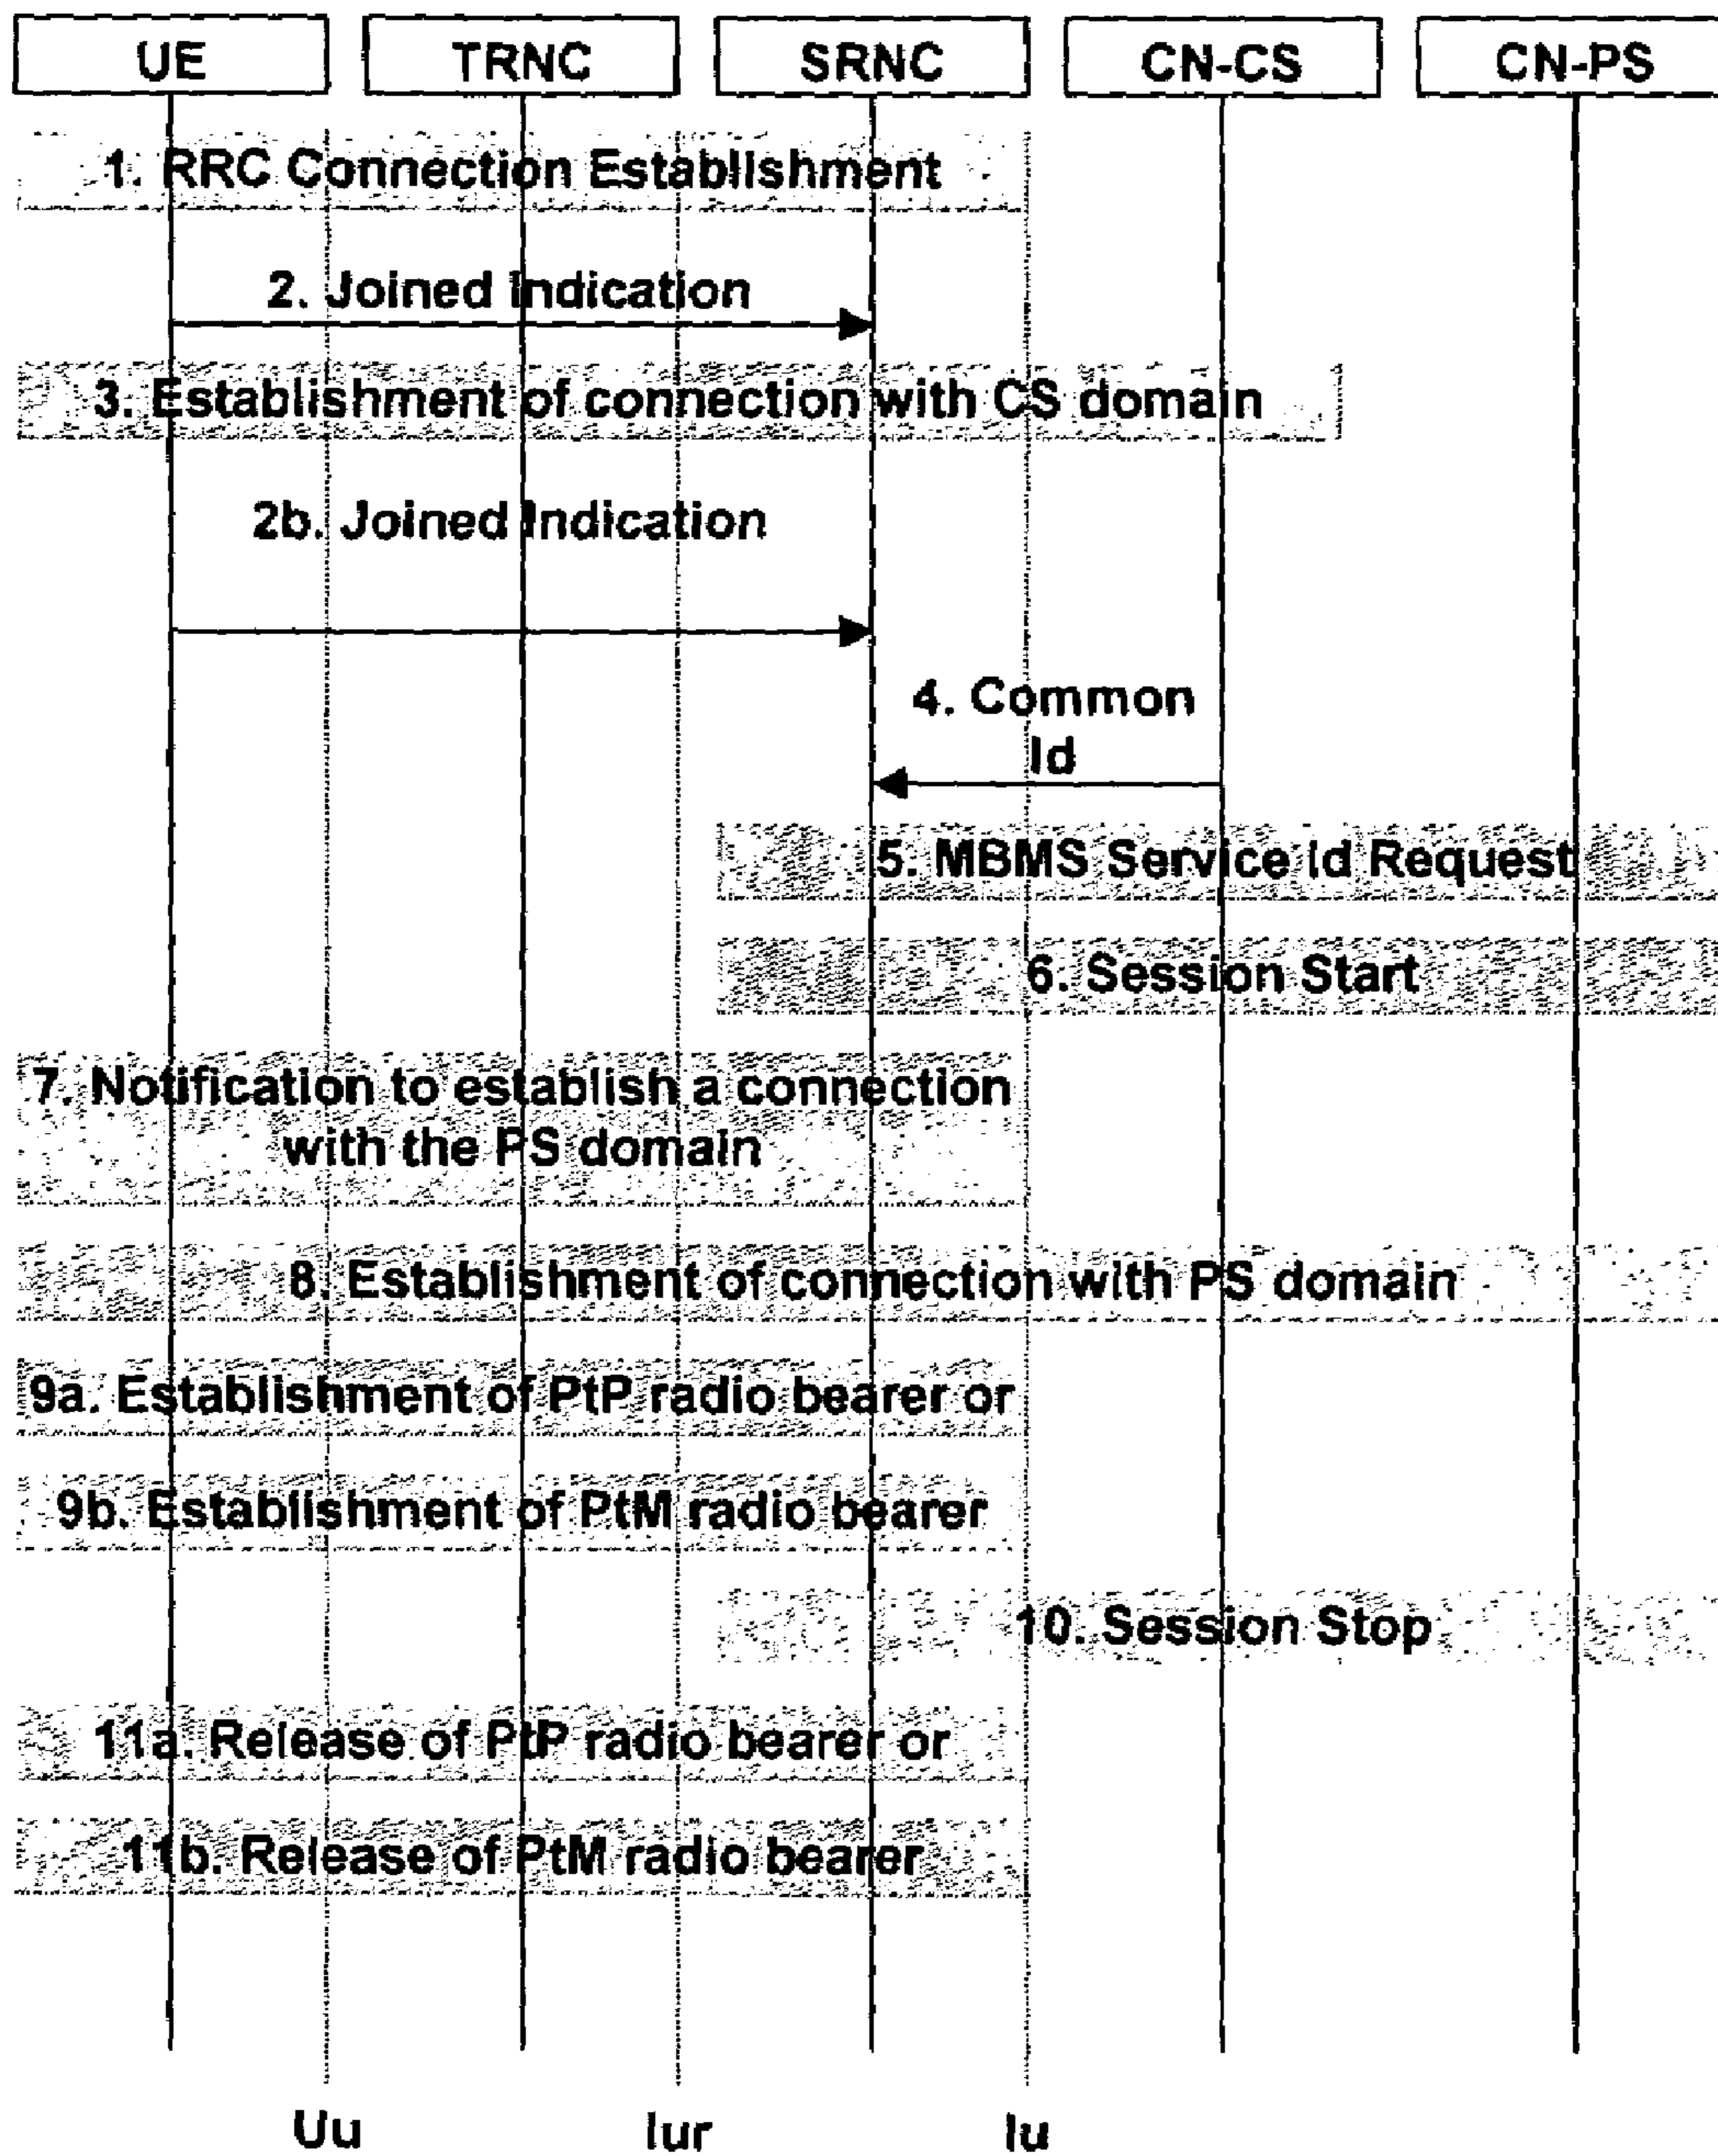 UE TRNC SRNC CN-CS CN-PS
1. RRC Connection Establishment
2. Joined Indication
3. Establishment of connection with CS domain
2b. Joined Indication
4. Common
Id
5. MBMS Service Id Request
6. Session Start
7. Notification to establish a connection
with the PS domain
8. Establishment of connection with PS domain
9a. Establishment of PtP radio bearer or
9b. Establishment of PtM radio bearer
10. Session Stop
11a. Release of PtP radio bearer or
11b. Release of PtM radio bearer
Uu Iur Iu